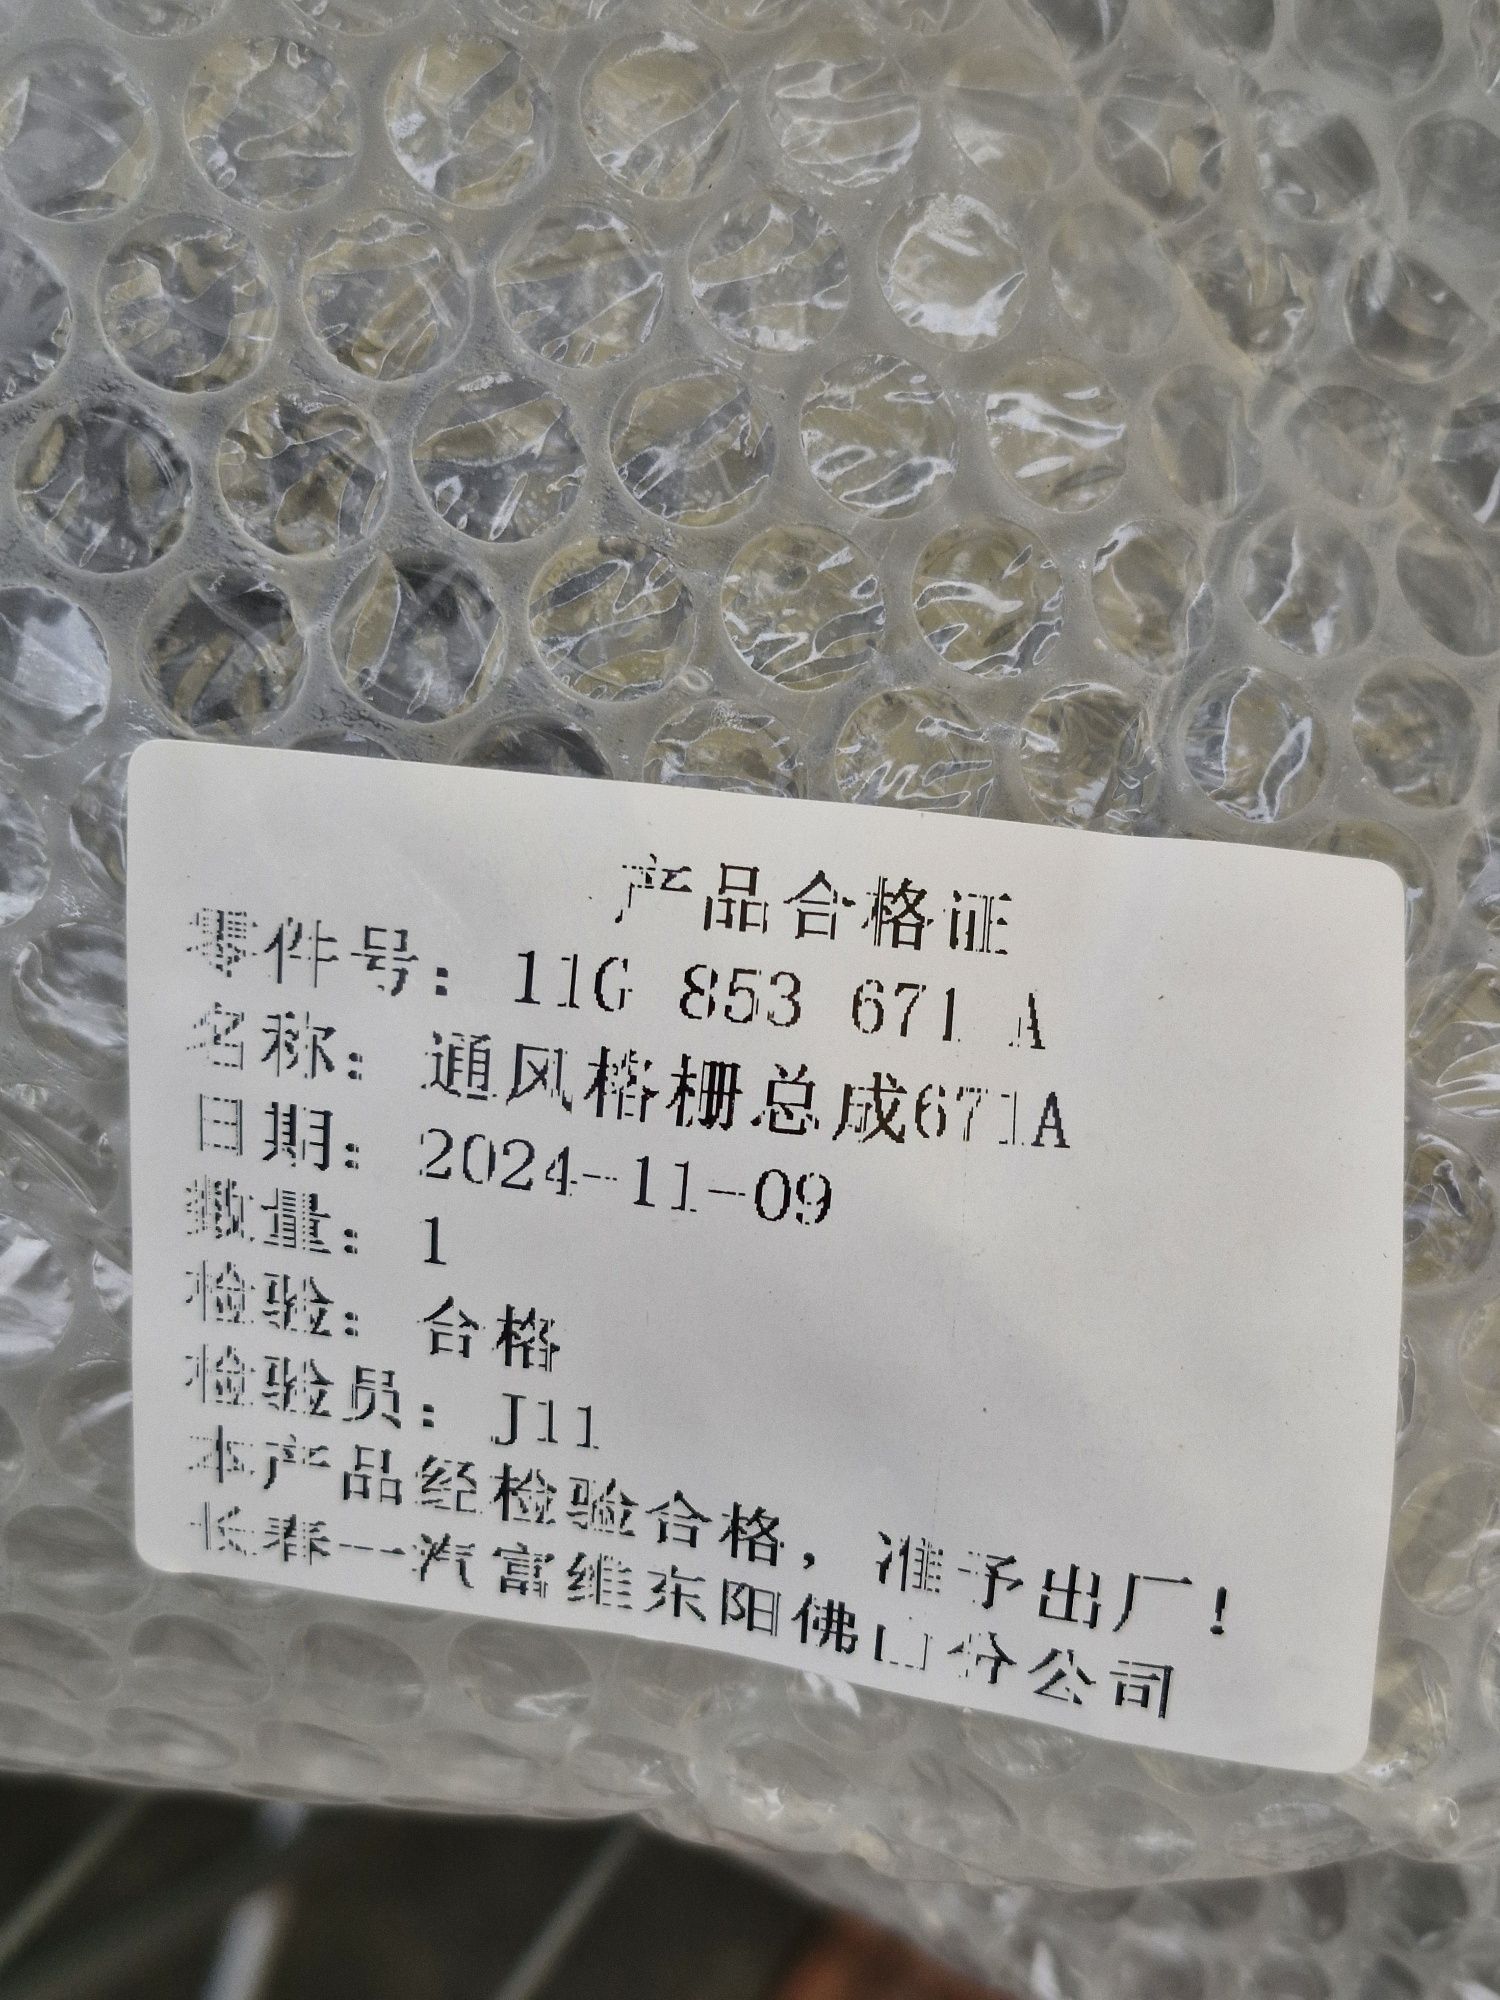 产品合格证
零件号: 11G 853 671 A
名称: 通风格栅总成671A
日期: 2024-11-09
数量: 1
检验: 合格
检验员: J11
本产品经检验合格，准予出厂!
长春一汽富维东阳佛山分公司